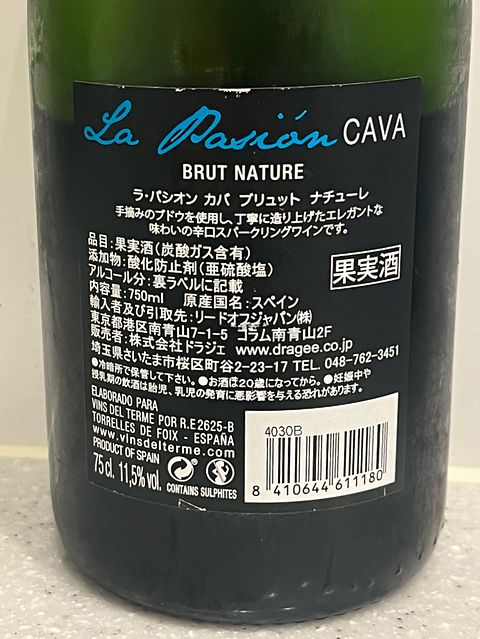 La Pasión CAVA
BRUT NATURE
ラ・パシオン カバ ブリュット ナチューレ
手摘みのブドウを使用し、丁寧に造り上げたエレガントな
味わいの辛口スパークリングワインです。
品目:果実酒(炭酸ガス含有)
添加物:酸化防止剤(亜硫酸塩)
アルコール分:裏ラベルに記載
果実酒
内容量:750ml 原産国名:スペイン
輸入者及び引取先:リードオフジャパン㈱
東京都港区南青山7-1-5 コラム南青山2F
販売者:株式会社ドラジェ www.dragee.co.jp
埼玉県さいたま市桜区町谷2-23-17 TEL. 048-762-3451
●冷暗所で保管して下さい。●お酒は20歳になってから。●妊娠中や
授乳期の飲酒は胎児、乳児の発育に悪影響を与える恐れがあります。
ELABORADO PARA
VINS DEL TERME POR R.E2625-B
TORRELLES DE FOIX - ESPAÑA
www.vinsdelterme.com
PRODUCT OF SPAIN
75 cl. 11,5% vol.
CONTAINS SULPHITES
4030B
8 410644 611180